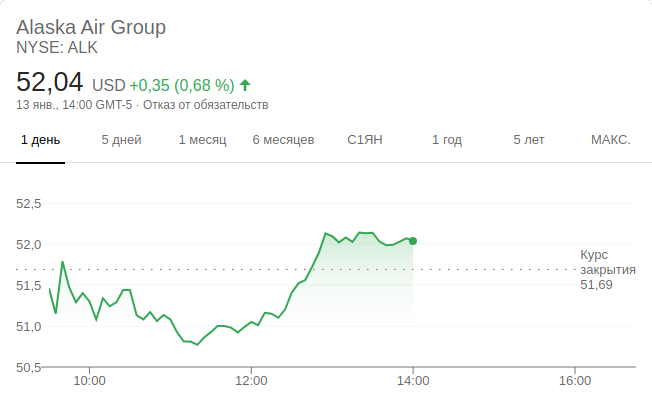 Alaska Air Group
NYSE: ALK
52,04 USD +0,35 (0,68 %)
13 янв., 14:00 GMT-5 · Отказ от обязательств
1 день 5 дней 1 месяц 6 месяцев С1ЯН 1 год 5 лет МАКС.
52,5
52,0
Курс
закрытия
51,69
51,5
51,0
50,5
10:00 12:00 14:00 16:00